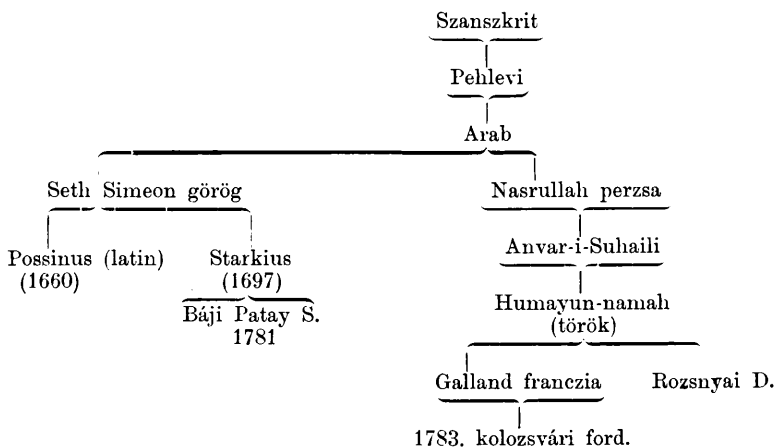 Szanszkrit
Pehlevi
Arab
Seth Simeon görög
Nasrullah perzsa
Possinus (latin)
(1660)
Starkius
(1697)
Báji Patay S.
1781
Anvar-i-Suhaili
Humayun-namah
(török)
Galland franczia
Rozsnyai D.
1783. kolozsvári ford.